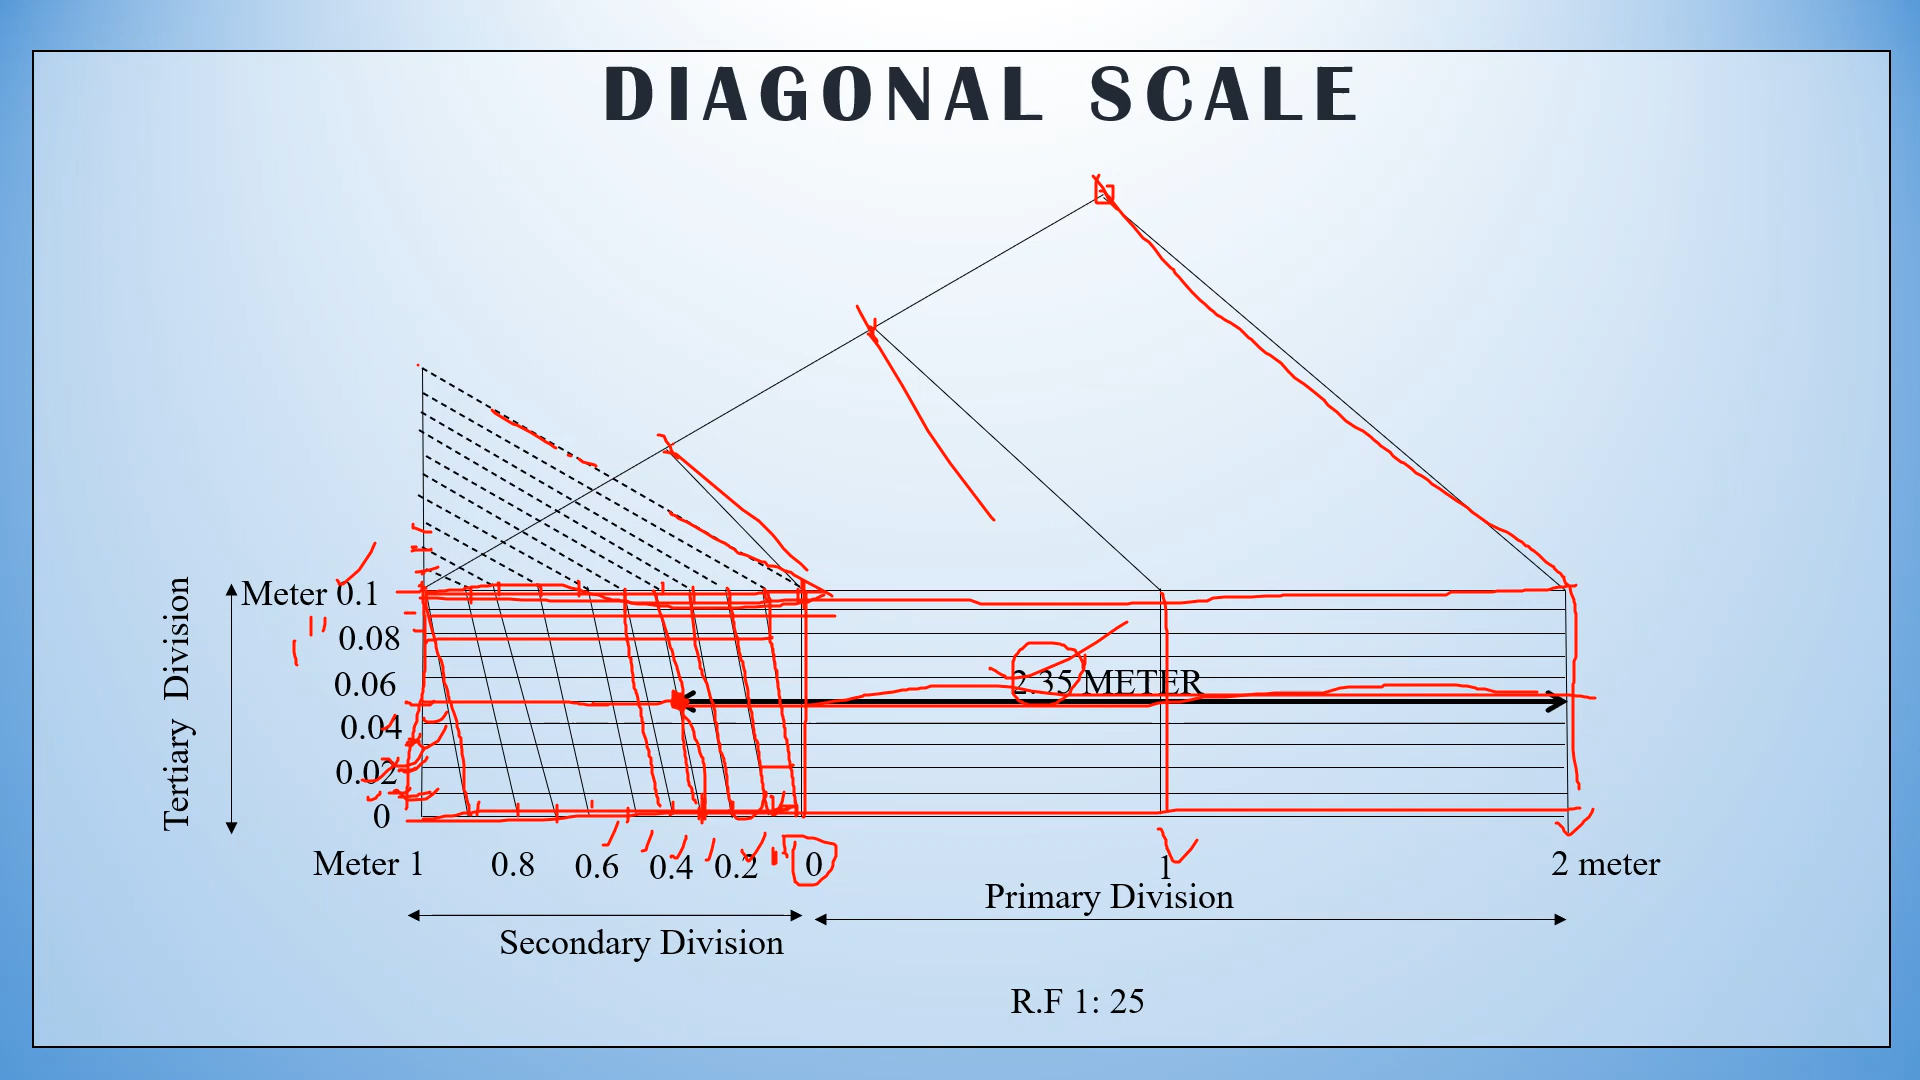 DIAGONAL SCALE
Tertiary Division
Meter 0.1
0.08
0.06
0.04
0.02
0
2.35 METER
Meter 1 0.8 0.6 0.4 0.2 0 1 2 meter
Secondary Division
Primary Division
R.F 1: 25